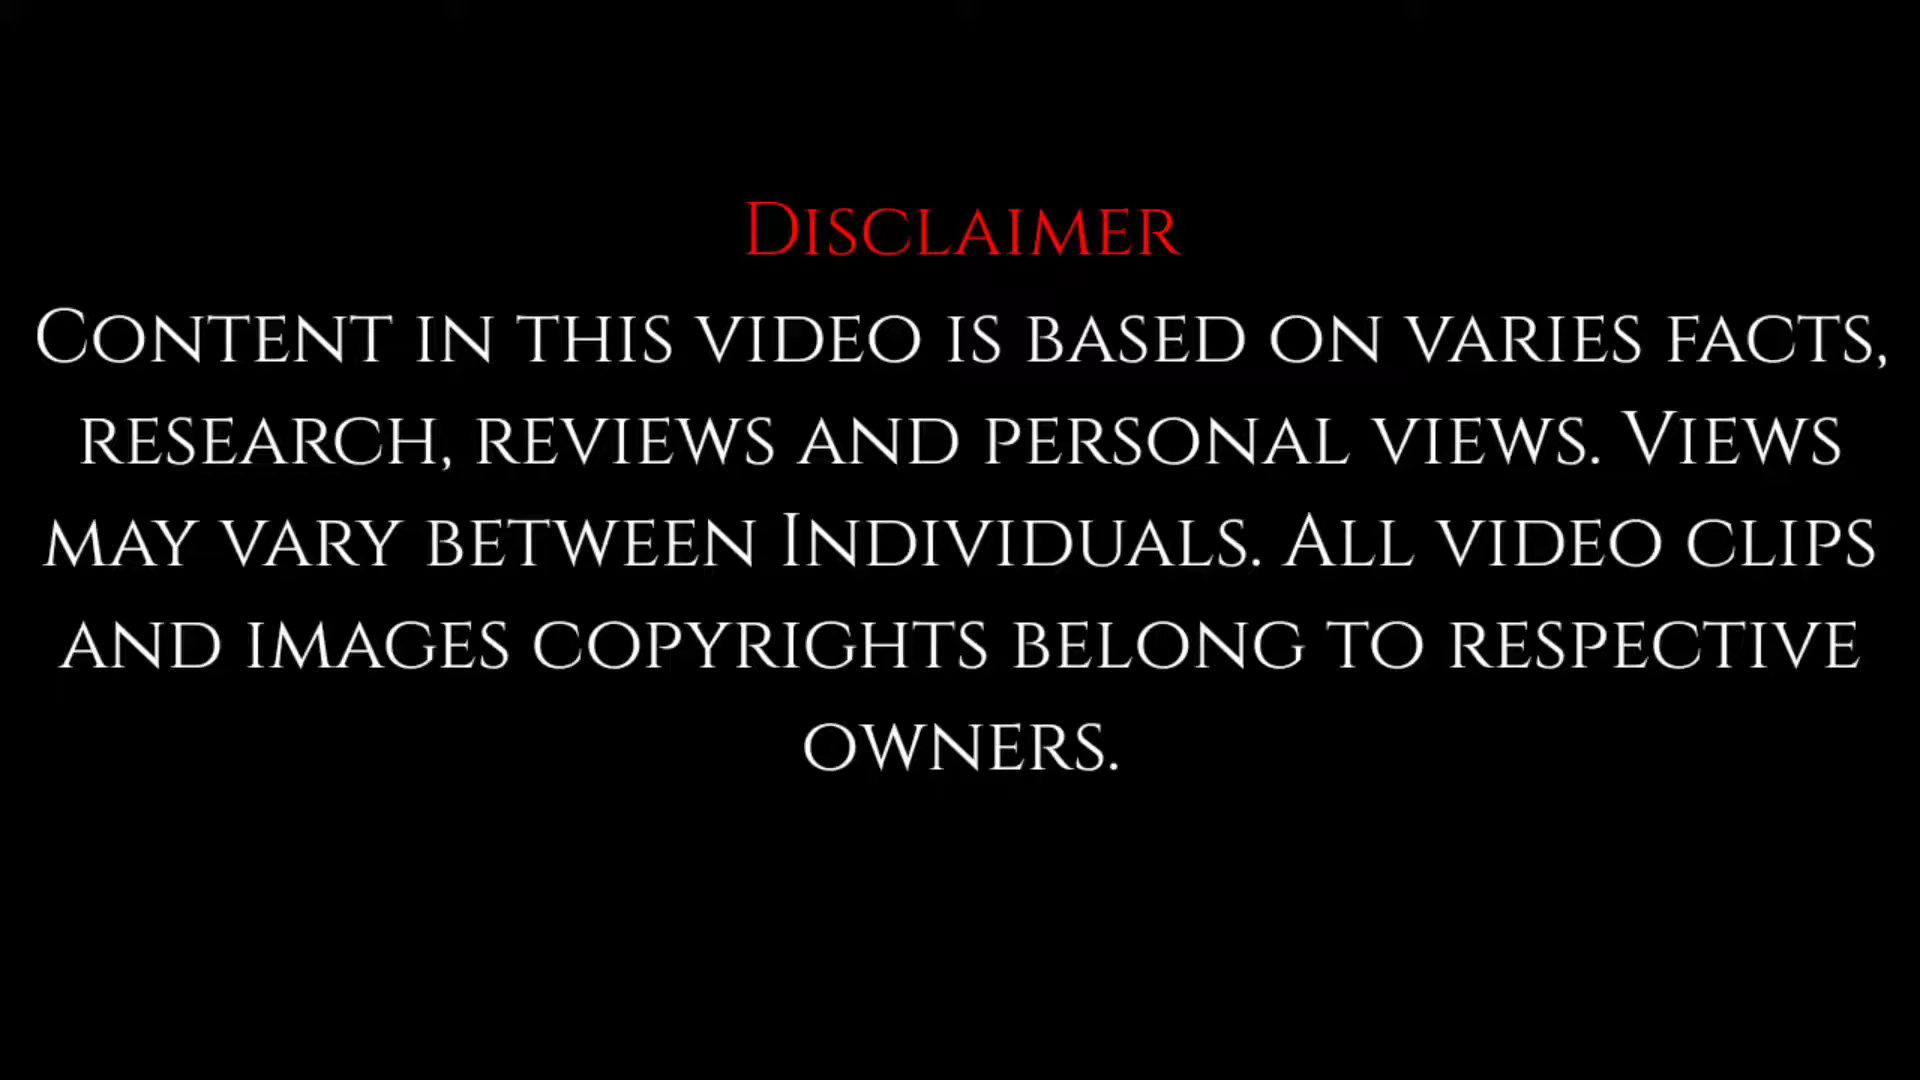 Disclaimer
Content in this video is based on varies facts,
research, reviews and personal views. Views
may vary between Individuals. All video clips
and images copyrights belong to respective
owners.